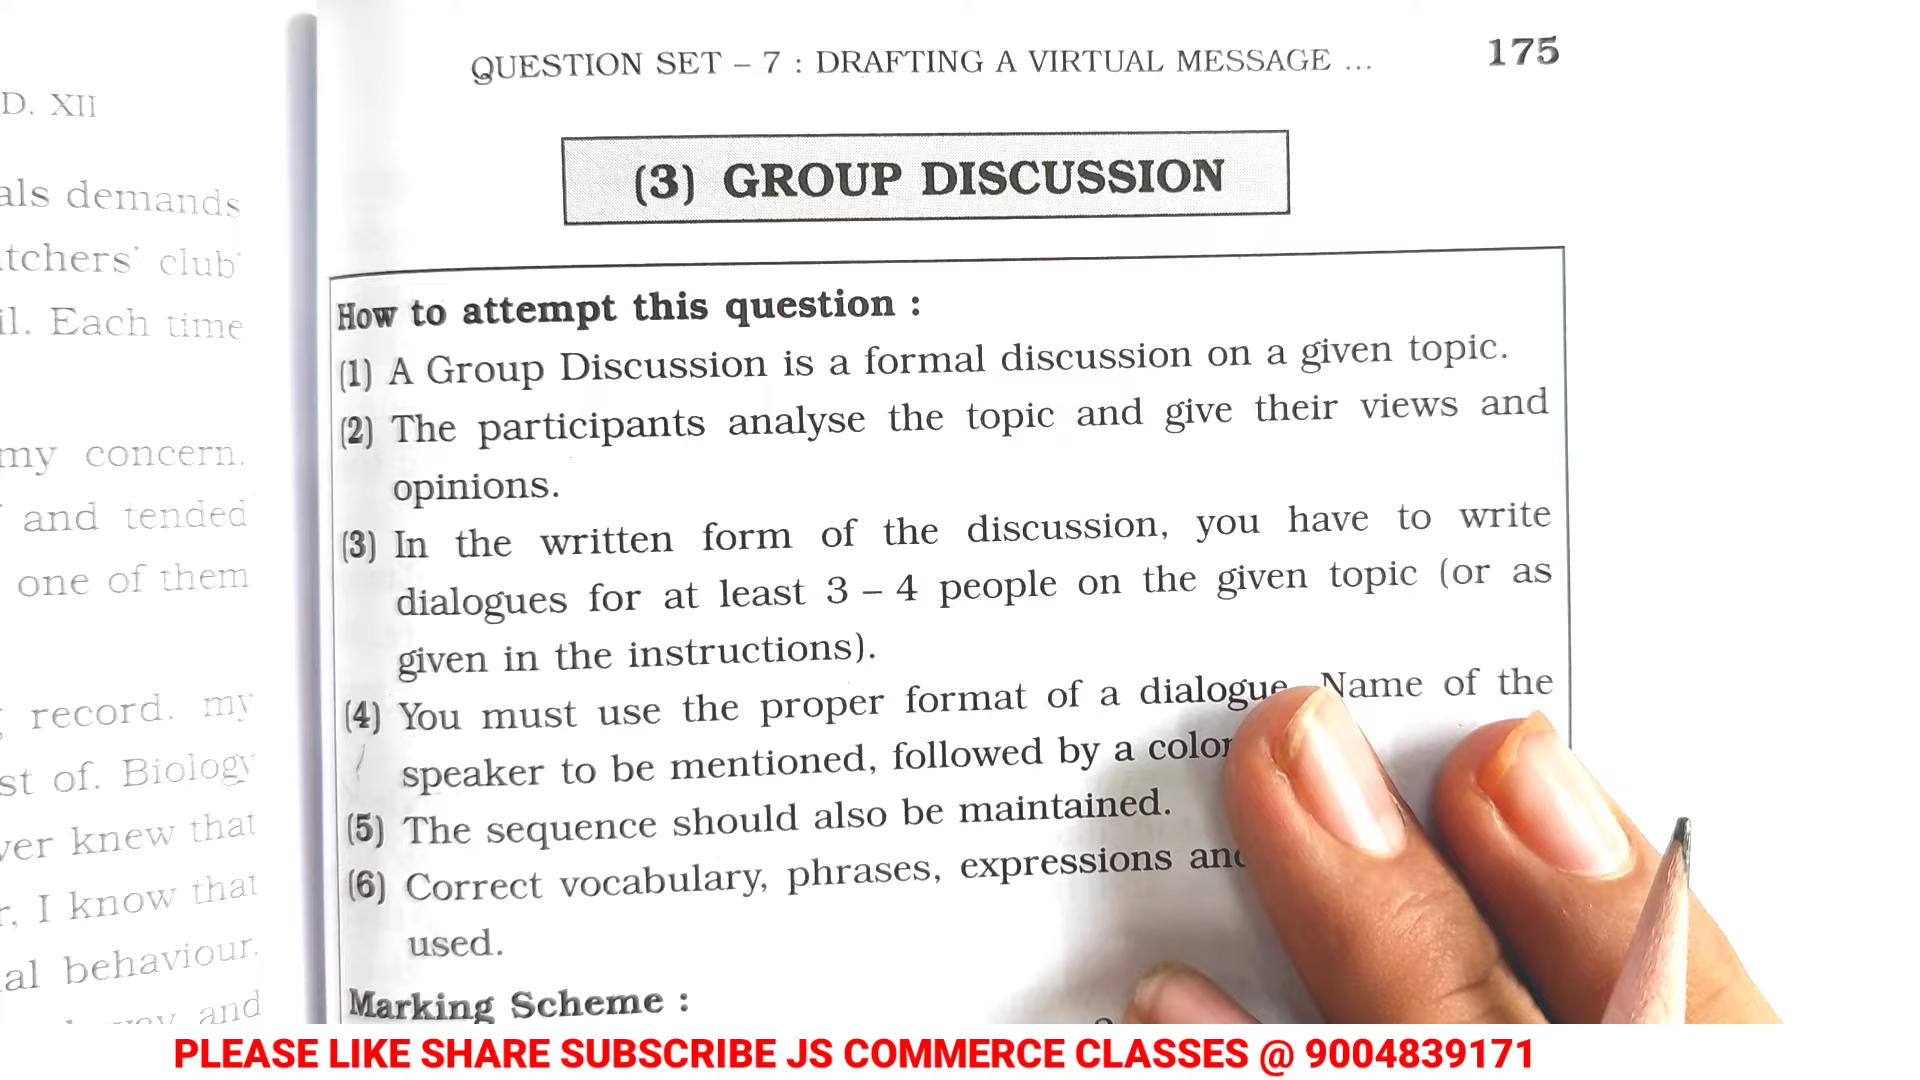 D. XII
als demands
tchers' club'
il. Each time
my concern.
and tended
one of them
record. my
st of. Biology
ver knew that
r, I know that
al behaviour.
and
QUESTION SET – 7 : DRAFTING A VIRTUAL MESSAGE ... 175
(3) GROUP DISCUSSION
How to attempt this question :
(1) A Group Discussion is a formal discussion on a given topic.
(2) The participants analyse the topic and give their views and
opinions.
(3) In the written form of the discussion, you have to write
dialogues for at least 3 – 4 people on the given topic (or as
given in the instructions).
(4) You must use the proper format of a dialogue. Name of the
speaker to be mentioned, followed by a colon
(5) The sequence should also be maintained.
(6) Correct vocabulary, phrases, expressions and
used.
Marking Scheme :
PLEASE LIKE SHARE SUBSCRIBE JS COMMERCE CLASSES @ 9004839171